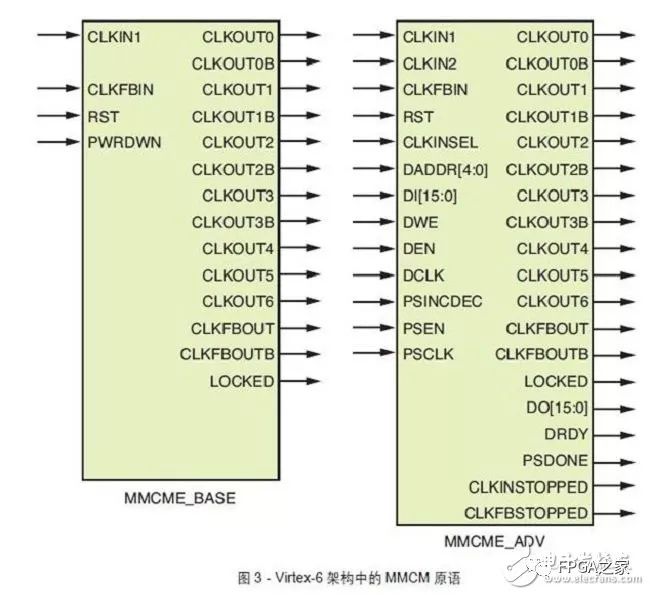 CLKIN1
CLKFBIN
RST
PWRDWN
CLKOUT0
CLKOUT0B
CLKOUT1
CLKOUT1B
CLKOUT2
CLKOUT2B
CLKOUT3
CLKOUT3B
CLKOUT4
CLKOUT5
CLKOUT6
CLKFBOUT
CLKFBOUTB
LOCKED
MMCME_BASE
CLKIN1
CLKIN2
CLKFBIN
RST
CLKINSEL
DADDR[4:0]
DI[15:0]
DWE
DEN
DCLK
PSINCDEC
PSEN
PSCLK
CLKOUT0
CLKOUT0B
CLKOUT1
CLKOUT1B
CLKOUT2
CLKOUT2B
CLKOUT3
CLKOUT3B
CLKOUT4
CLKOUT5
CLKOUT6
CLKFBOUT
CLKFBOUTB
LOCKED
DO[15:0]
DRDY
PSDONE
CLKINSTOPPED
CLKFBSTOPPED
MMCME_ADV
图 3 - Virtex-6 架构中的 MMCM 原语
FPGA之家
www.elecfans.com